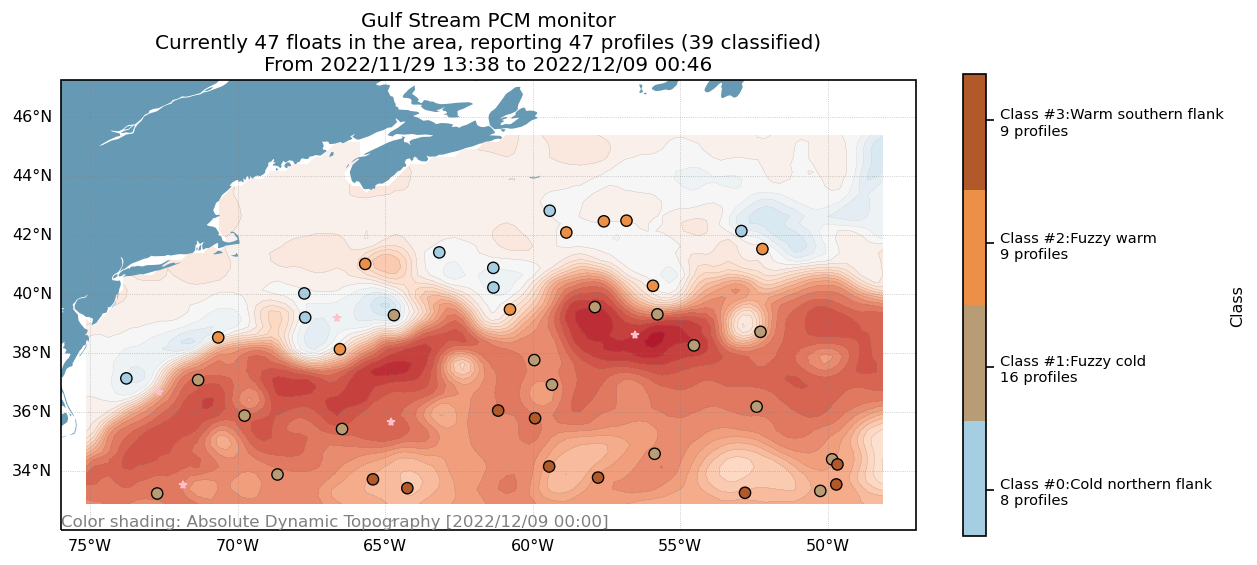 Gulf Stream PCM monitor
Currently 47 floats in the area, reporting 47 profiles (39 classified)
From 2022/11/29 13:38 to 2022/12/09 00:46
46°N
44°N
42°N
40°N
38°N
36°N
34°N
Color shading: Absolute Dynamic Topography [2022/12/09 00:00]
75°W
70°W
65°W
60°W
55°W
50°W
Class #3:Warm southern flank
9 profiles
Class #2:Fuzzy warm
9 profiles
Class #1:Fuzzy cold
16 profiles
Class #0:Cold northern flank
8 profiles
Class